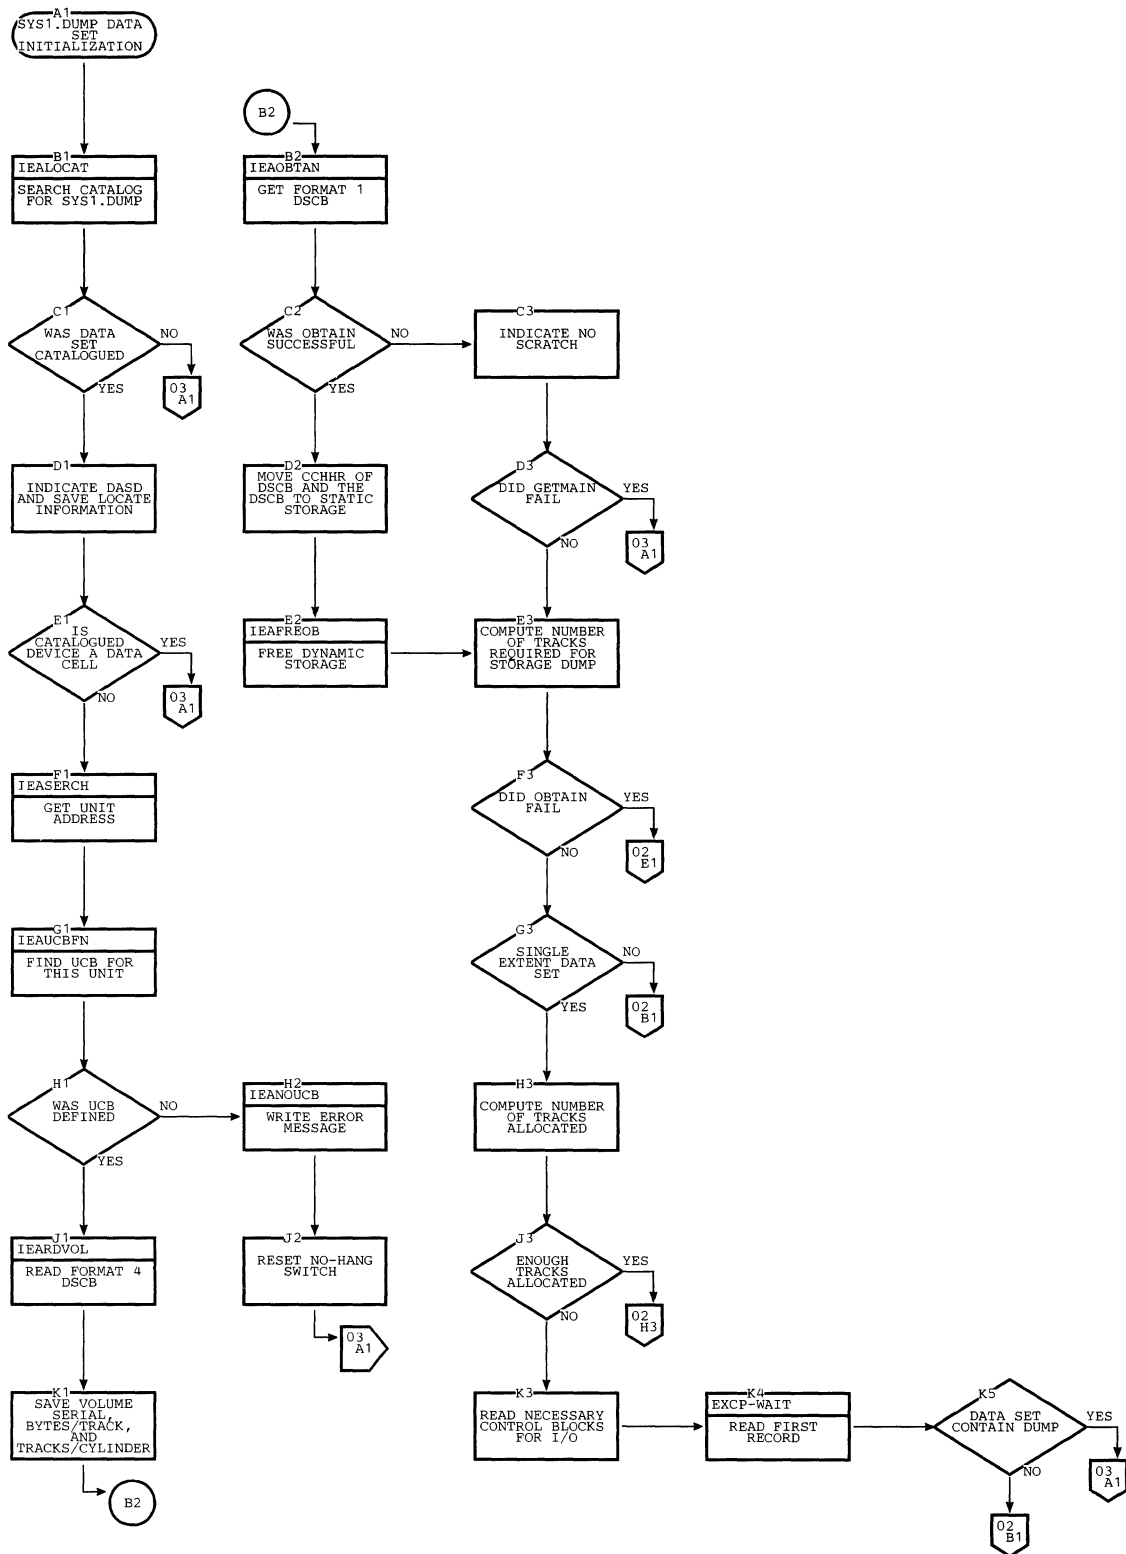 A1
SYS1.DUMP DATA
SET
INITIALIZATION
B1
IEALOCAT
SEARCH CATALOG
FOR SYS1.DUMP
C1
WAS DATA
SET
CATALOGUED
NO
03
A1
YES
D1
INDICATE DASD
AND SAVE LOCATE
INFORMATION
E1
IS
CATALOGUED
DEVICE A DATA
CELL
YES
03
A1
NO
F1
IEASERCH
GET UNIT
ADDRESS
G1
IEAUCBFN
FIND UCB FOR
THIS UNIT
H1
WAS UCB
DEFINED
NO
YES
J1
IEARDVOL
READ FORMAT 4
DSCB
K1
SAVE VOLUME
SERIAL,
BYTES/TRACK,
AND
TRACKS/CYLINDER
B2
B2
B2
IEAOBTAN
GET FORMAT 1
DSCB
C2
WAS OBTAIN
SUCCESSFUL
NO
YES
D2
MOVE CCHHR OF
DSCB AND THE
DSCB TO STATIC
STORAGE
E2
IEAFREOB
FREE DYNAMIC
STORAGE
H2
IEANOUCB
WRITE ERROR
MESSAGE
J2
RESET NO-HANG
SWITCH
03
A1
C3
INDICATE NO
SCRATCH
D3
DID GETMAIN
FAIL
YES
03
A1
NO
E3
COMPUTE NUMBER
OF TRACKS
REQUIRED FOR
STORAGE DUMP
F3
DID OBTAIN
FAIL
YES
02
E1
NO
G3
SINGLE
EXTENT DATA
SET
NO
02
B1
YES
H3
COMPUTE NUMBER
OF TRACKS
ALLOCATED
J3
ENOUGH
TRACKS
ALLOCATED
YES
02
H3
NO
K3
READ NECESSARY
CONTROL BLOCKS
FOR I/O
K4
EXCP-WAIT
READ FIRST
RECORD
K5
DATA SET
CONTAIN DUMP
YES
03
A1
NO
02
B1